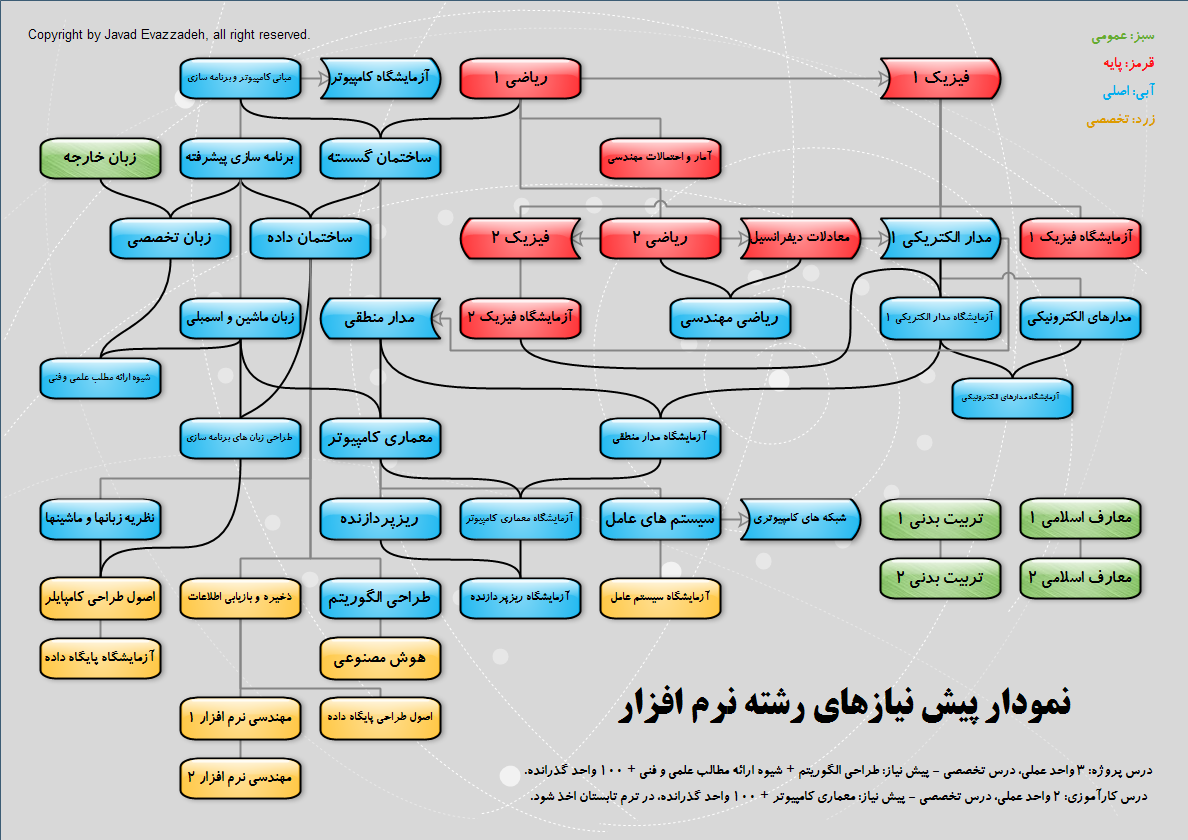 Copyright by Javad Evazzadeh, all right reserved.
سبز: عمومی
قرمز: پایه
آبی: اصلی
زرد: تخصصی
مبانی کامپیوتر و برنامه سازی
آزمایشگاه کامپیوتر
ریاضی ۱
فیزیک ۱
زبان خارجه
برنامه سازی پیشرفته
ساختمان گسسته
آمار و احتمالات مهندسی
زبان تخصصی
ساختمان داده
فیزیک ۲
ریاضی ۲
معادلات دیفرانسیل
مدار الکتریکی ۱
آزمایشگاه فیزیک ۱
زبان ماشین و اسمبلی
مدار منطقی
آزمایشگاه فیزیک ۲
ریاضی مهندسی
آزمایشگاه مدار الکتریکی ۱
مدارهای الکترونیکی
شیوه ارائه مطلب علمی و فنی
آزمایشگاه مدارهای الکترونیکی
طراحی زبان های برنامه سازی
معماری کامپیوتر
آزمایشگاه مدار منطقی
نظریه زبانها و ماشینها
ریزپردازنده
آزمایشگاه معماری کامپیوتر
سیستم های عامل
شبکه های کامپیوتری
تربیت بدنی ۱
معارف اسلامی ۱
اصول طراحی کامپایلر
ذخیره و بازیابی اطلاعات
طراحی الگوریتم
آزمایشگاه ریزپردازنده
آزمایشگاه سیستم عامل
تربیت بدنی ۲
معارف اسلامی ۲
آزمایشگاه پایگاه داده
هوش مصنوعی
مهندسی نرم افزار ۱
اصول طراحی پایگاه داده
نمودار پیش نیازهای رشته نرم افزار
مهندسی نرم افزار ۲
درس پروژه: ۳ واحد عملی، درس تخصصی - پیش نیاز: طراحی الگوریتم + شیوه ارائه مطالب علمی و فنی + ۱۰۰ واحد گذرانده.
درس کارآموزی: ۲ واحد عملی، درس تخصصی - پیش نیاز: معماری کامپیوتر + ۱۰۰ واحد گذرانده، در ترم تابستان اخذ شود.